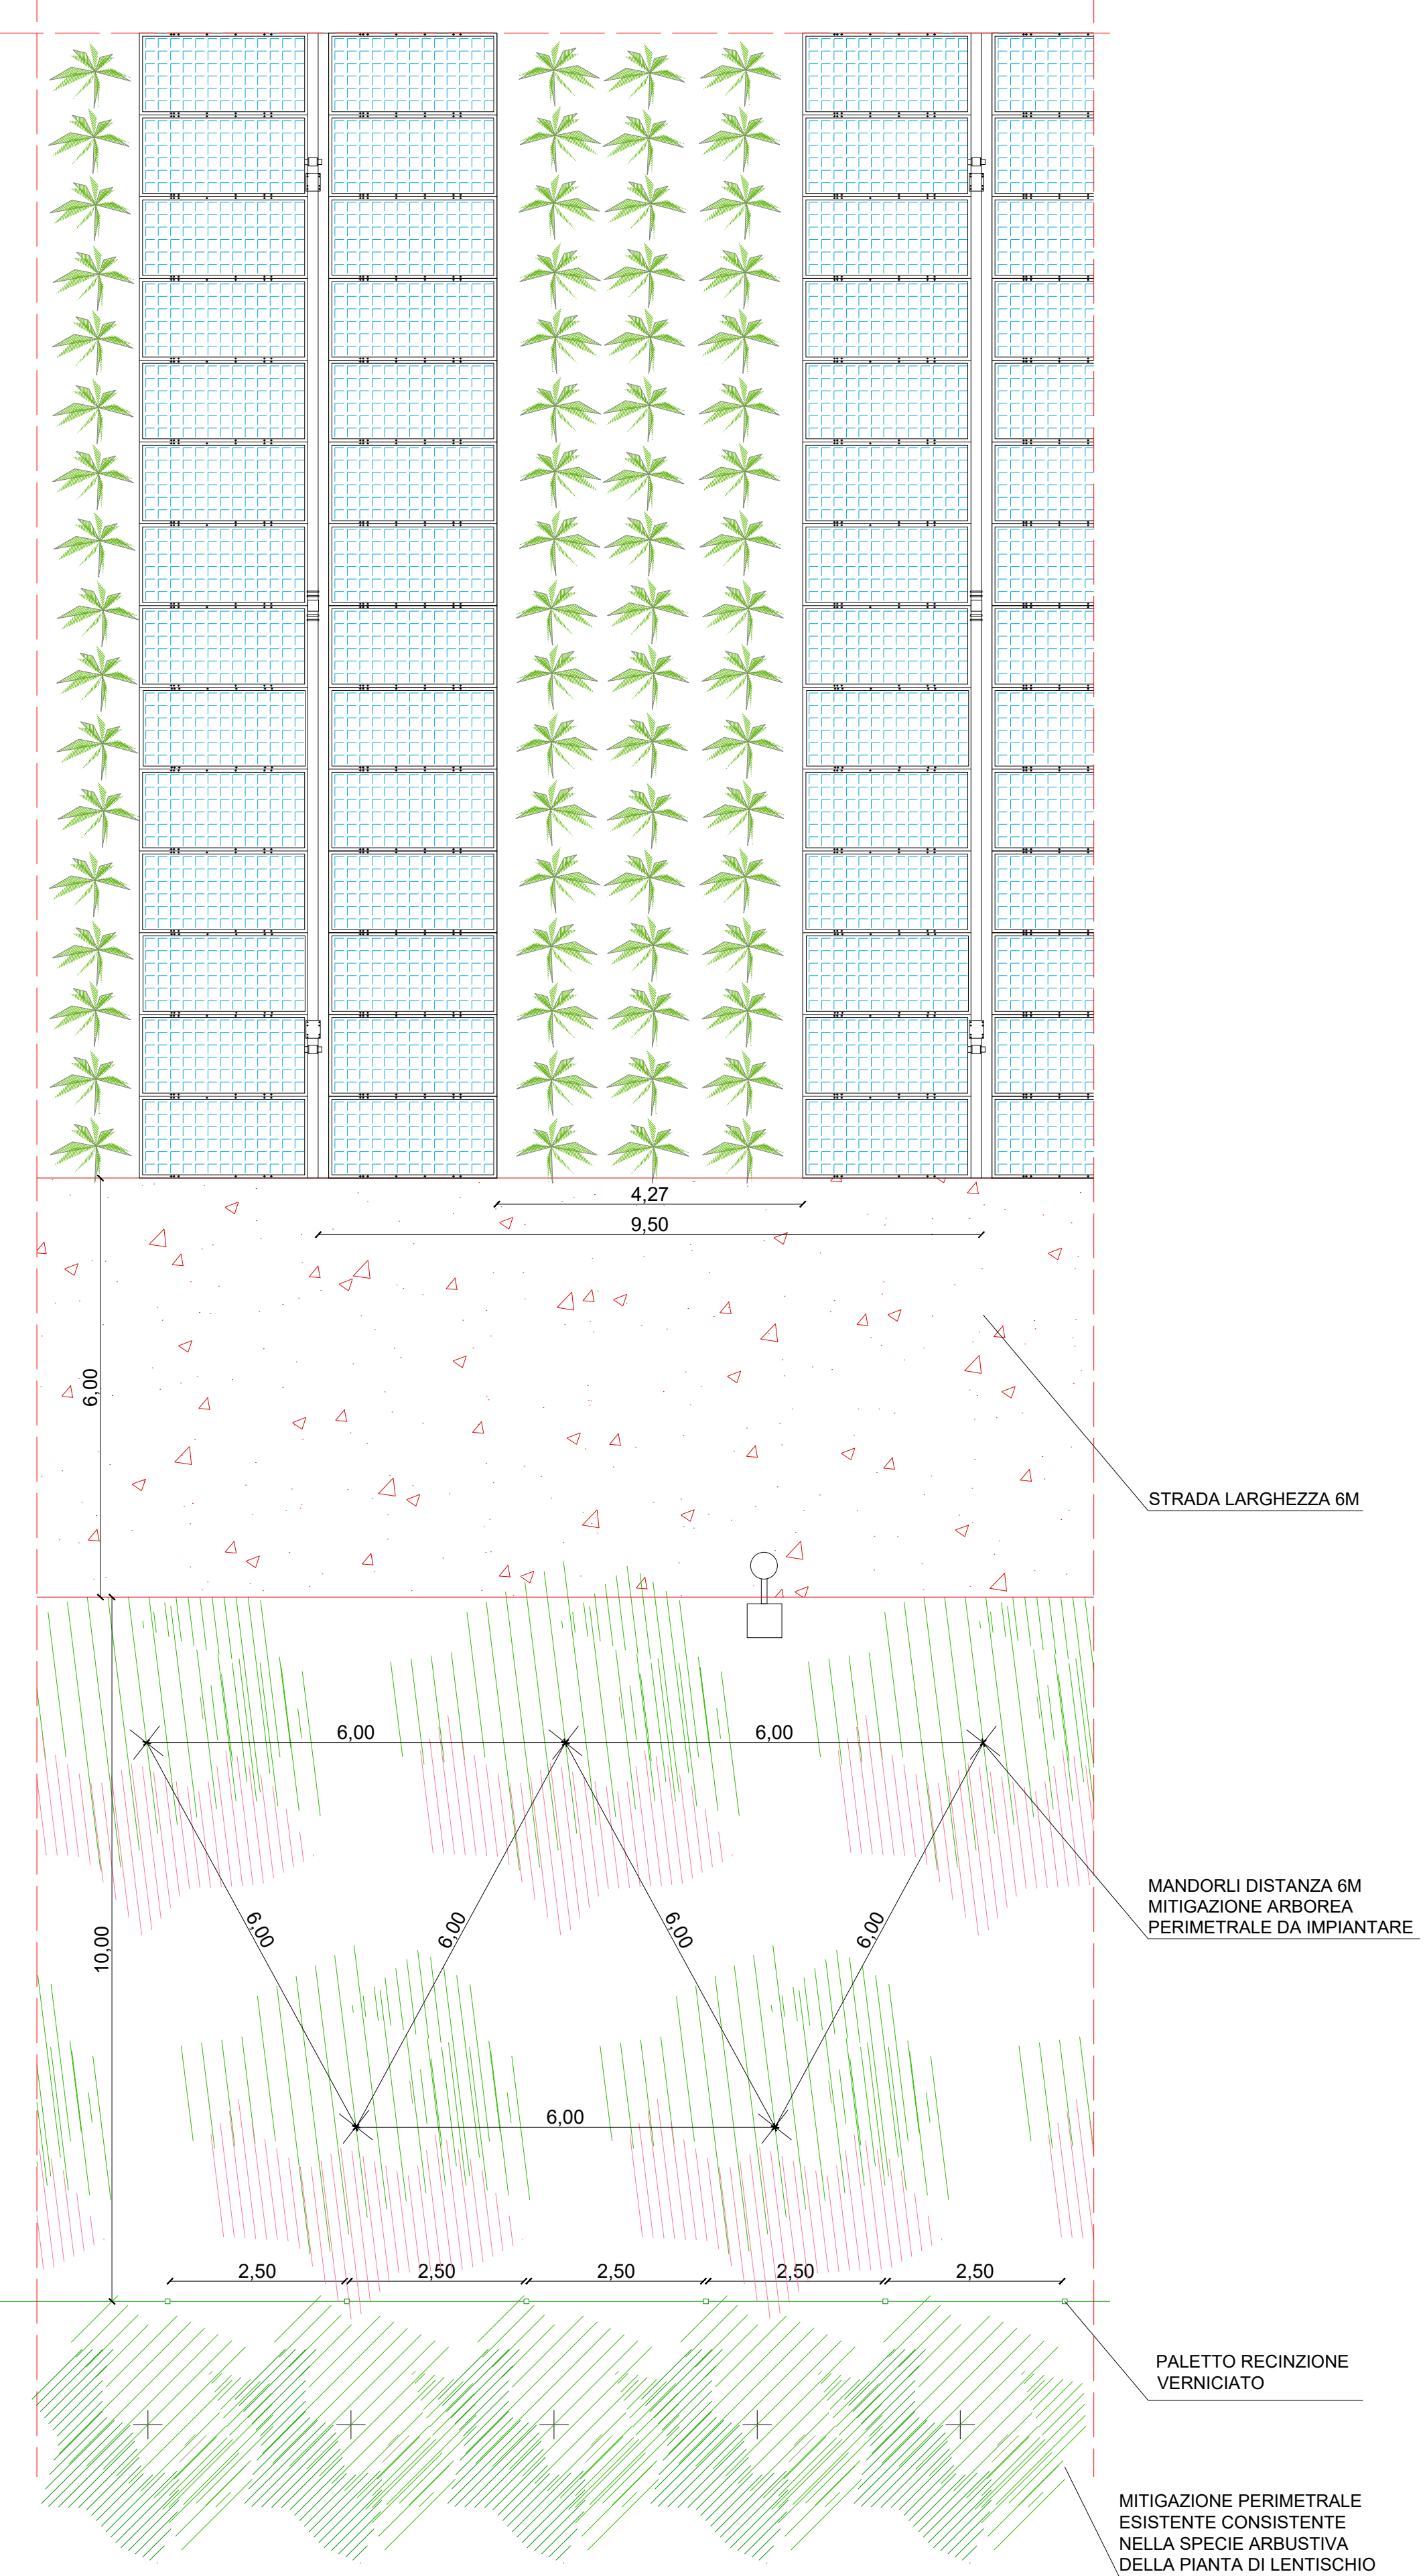 4,27
9,50
6,00
STRADA LARGHEZZA 6M
6,00
6,00
MANDORLI DISTANZA 6M
MITIGAZIONE ARBOREA
PERIMETRALE DA IMPIANTARE
10,00
6,00
6,00
6,00
6,00
6,00
2,50
2,50
2,50
2,50
2,50
PALETTO RECINZIONE
VERNICIATO
MITIGAZIONE PERIMETRALE
ESISTENTE CONSISTENTE
NELLA SPECIE ARBUSTIVA
DELLA PIANTA DI LENTISCHIO